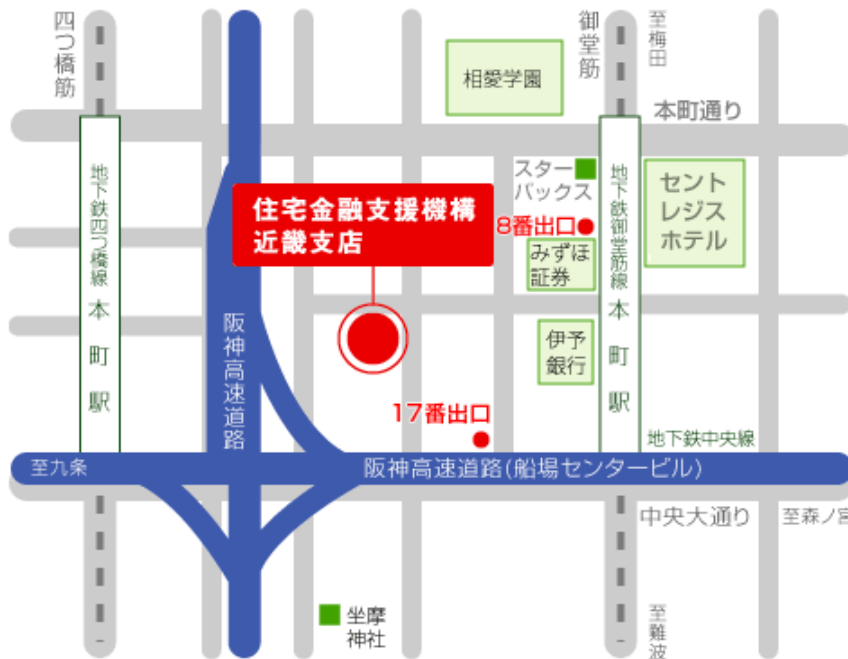 四つ橋筋
御堂筋
至梅田
相愛学園
本町通り
スター
バックス
セント
レジス
ホテル
住宅金融支援機構
近畿支店
8番出口
みずほ
証券
地下鉄四つ橋線 本町駅
地下鉄御堂筋線 本町駅
阪神高速道路
伊予
銀行
17番出口
地下鉄中央線
至九条
阪神高速道路(船場センタービル)
中央大通り
至森ノ宮
坐摩
神社
至難波